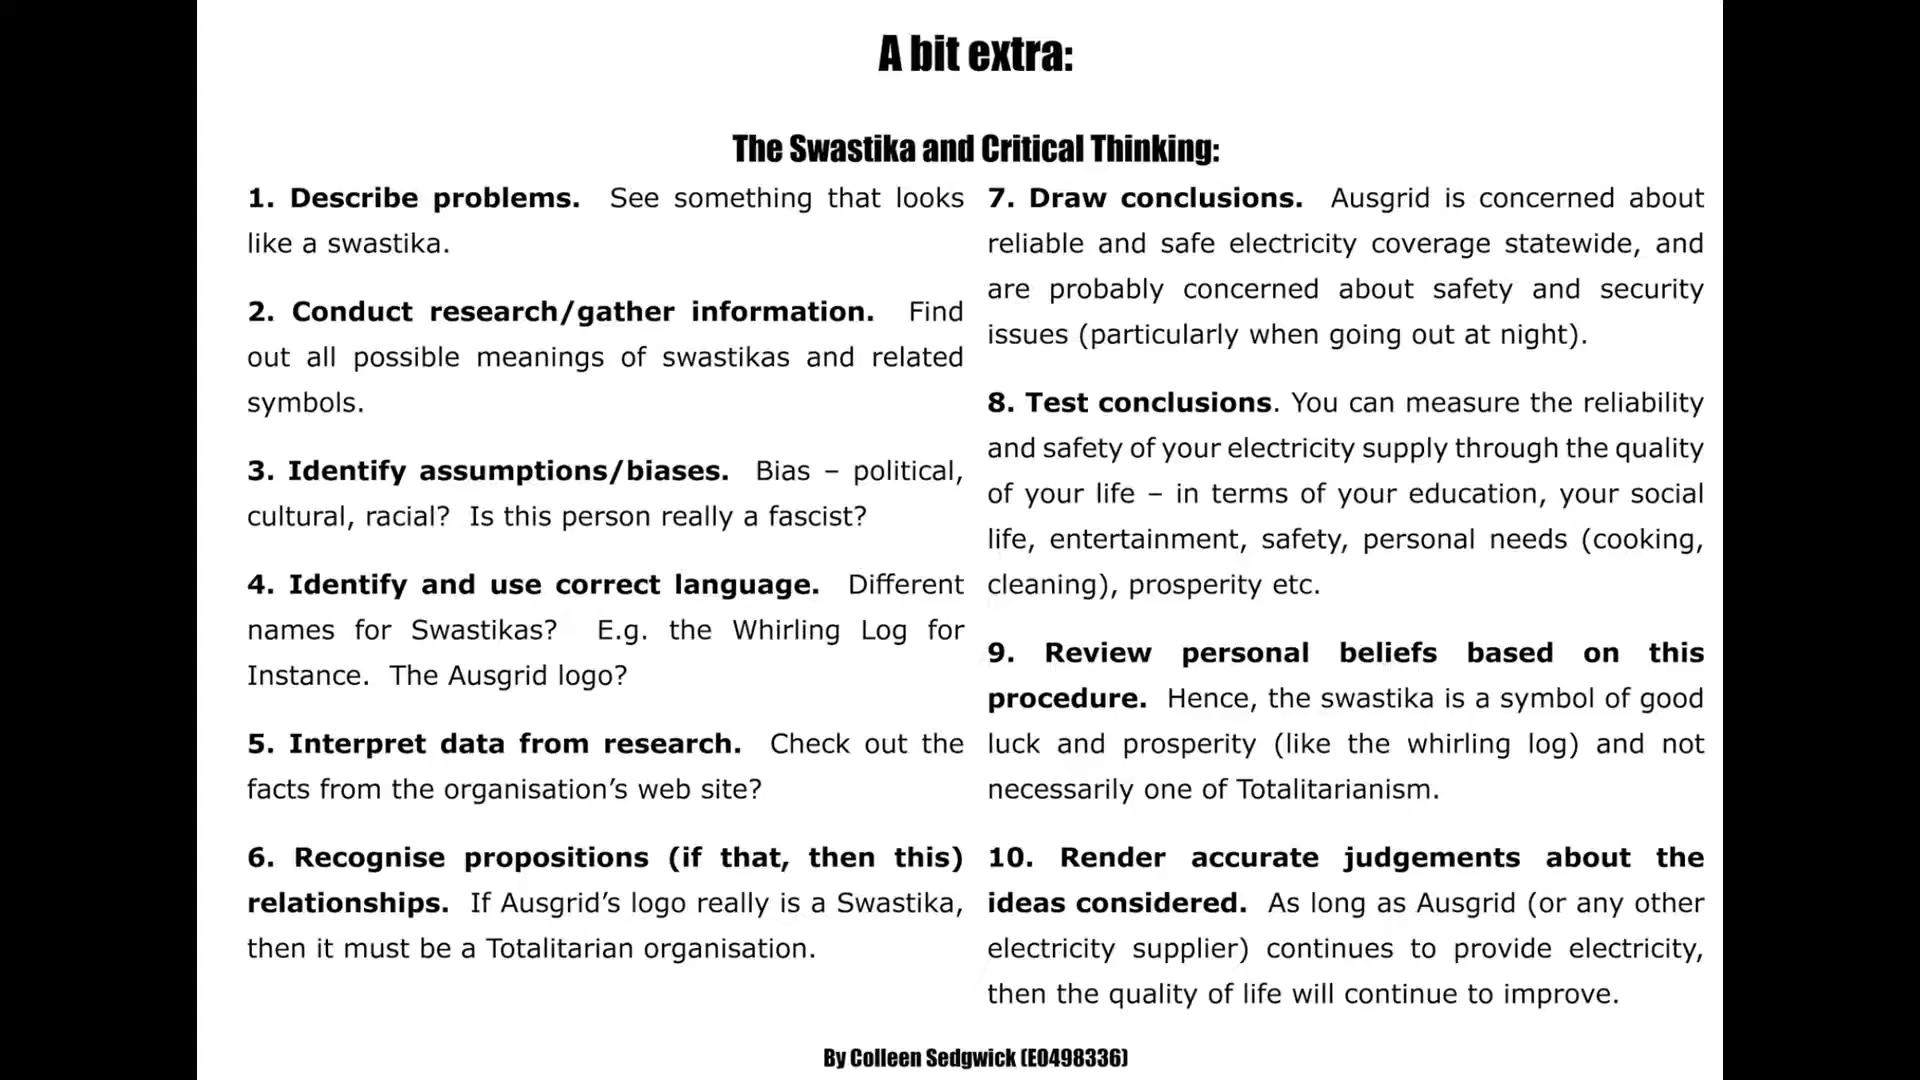 A bit extra:
The Swastika and Critical Thinking:
1. Describe problems. See something that looks
like a swastika.
2. Conduct research/gather information. Find
out all possible meanings of swastikas and related
symbols.
3. Identify assumptions/biases. Bias – political,
cultural, racial? Is this person really a fascist?
4. Identify and use correct language. Different
names for Swastikas? E.g. the Whirling Log for
Instance. The Ausgrid logo?
5. Interpret data from research. Check out the
facts from the organisation’s web site?
6. Recognise propositions (if that, then this)
relationships. If Ausgrid’s logo really is a Swastika,
then it must be a Totalitarian organisation.
7. Draw conclusions. Ausgrid is concerned about
reliable and safe electricity coverage statewide, and
are probably concerned about safety and security
issues (particularly when going out at night).
8. Test conclusions. You can measure the reliability
and safety of your electricity supply through the quality
of your life – in terms of your education, your social
life, entertainment, safety, personal needs (cooking,
cleaning), prosperity etc.
9. Review personal beliefs based on this
procedure. Hence, the swastika is a symbol of good
luck and prosperity (like the whirling log) and not
necessarily one of Totalitarianism.
10. Render accurate judgements about the
ideas considered. As long as Ausgrid (or any other
electricity supplier) continues to provide electricity,
then the quality of life will continue to improve.
By Colleen Sedgwick (E0498336)